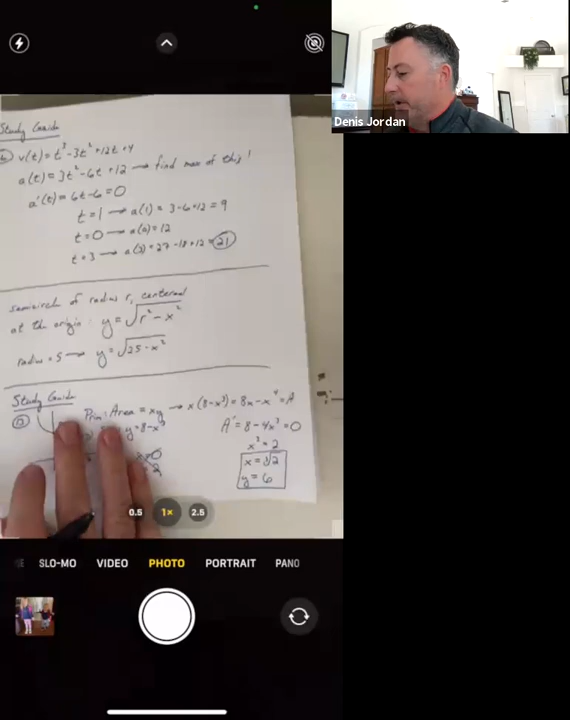 Denis Jordan
Study Guide
v(t) = t³ - 3t² + 12t + 4
a(t) = 3t² - 6t + 12 → find max of this!
a'(t) = 6t - 6 = 0
t = 1 → a(1) = 3 - 6 + 12 = 9
t = 0 → a(0) = 12
t = 3 → a(3) = 27 - 18 + 12 = 21
semicircle of radius r, centered
at the origin: y = √r² - x²
radius = 5 → y = √25 - x²
Study Guide
13 Prim: Area = xy → x(8 - x³) = 8x - x⁴ = A
y = 8 - x³
A' = 8 - 4x³ = 0
x³ = 2
x = ∛2
y = 6
0.5 1× 2.5
SLO-MO VIDEO PHOTO PORTRAIT PANO